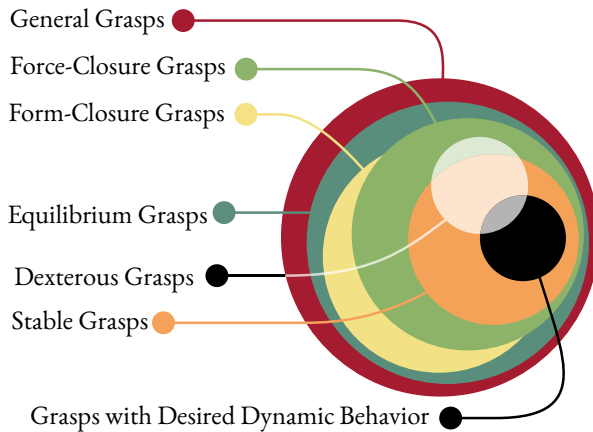 General Grasps
Force-Closure Grasps
Form-Closure Grasps
Equilibrium Grasps
Dexterous Grasps
Stable Grasps
Grasps with Desired Dynamic Behavior